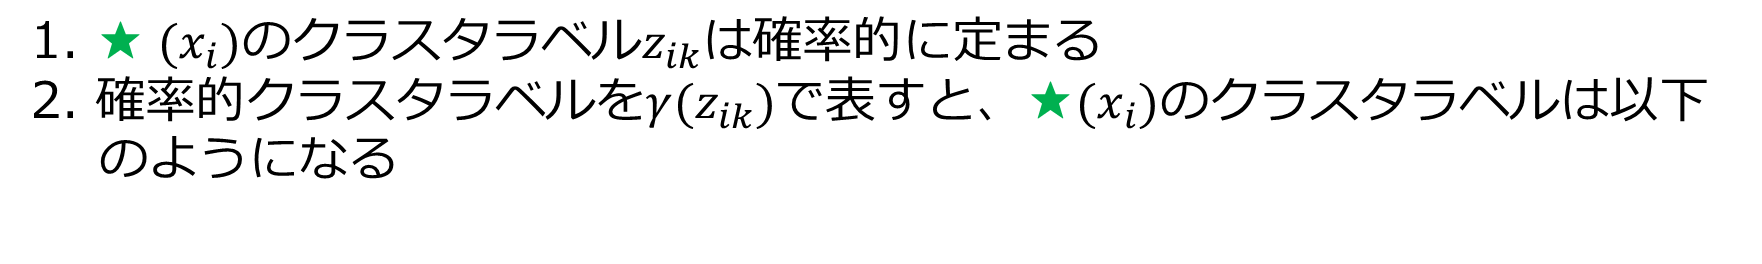 1. ★ (xᵢ)のクラスタラベルzᵢₖは確率的に定まる
2. 確率的クラスタラベルをγ(zᵢₖ)で表すと、★(xᵢ)のクラスタラベルは以下
のようになる